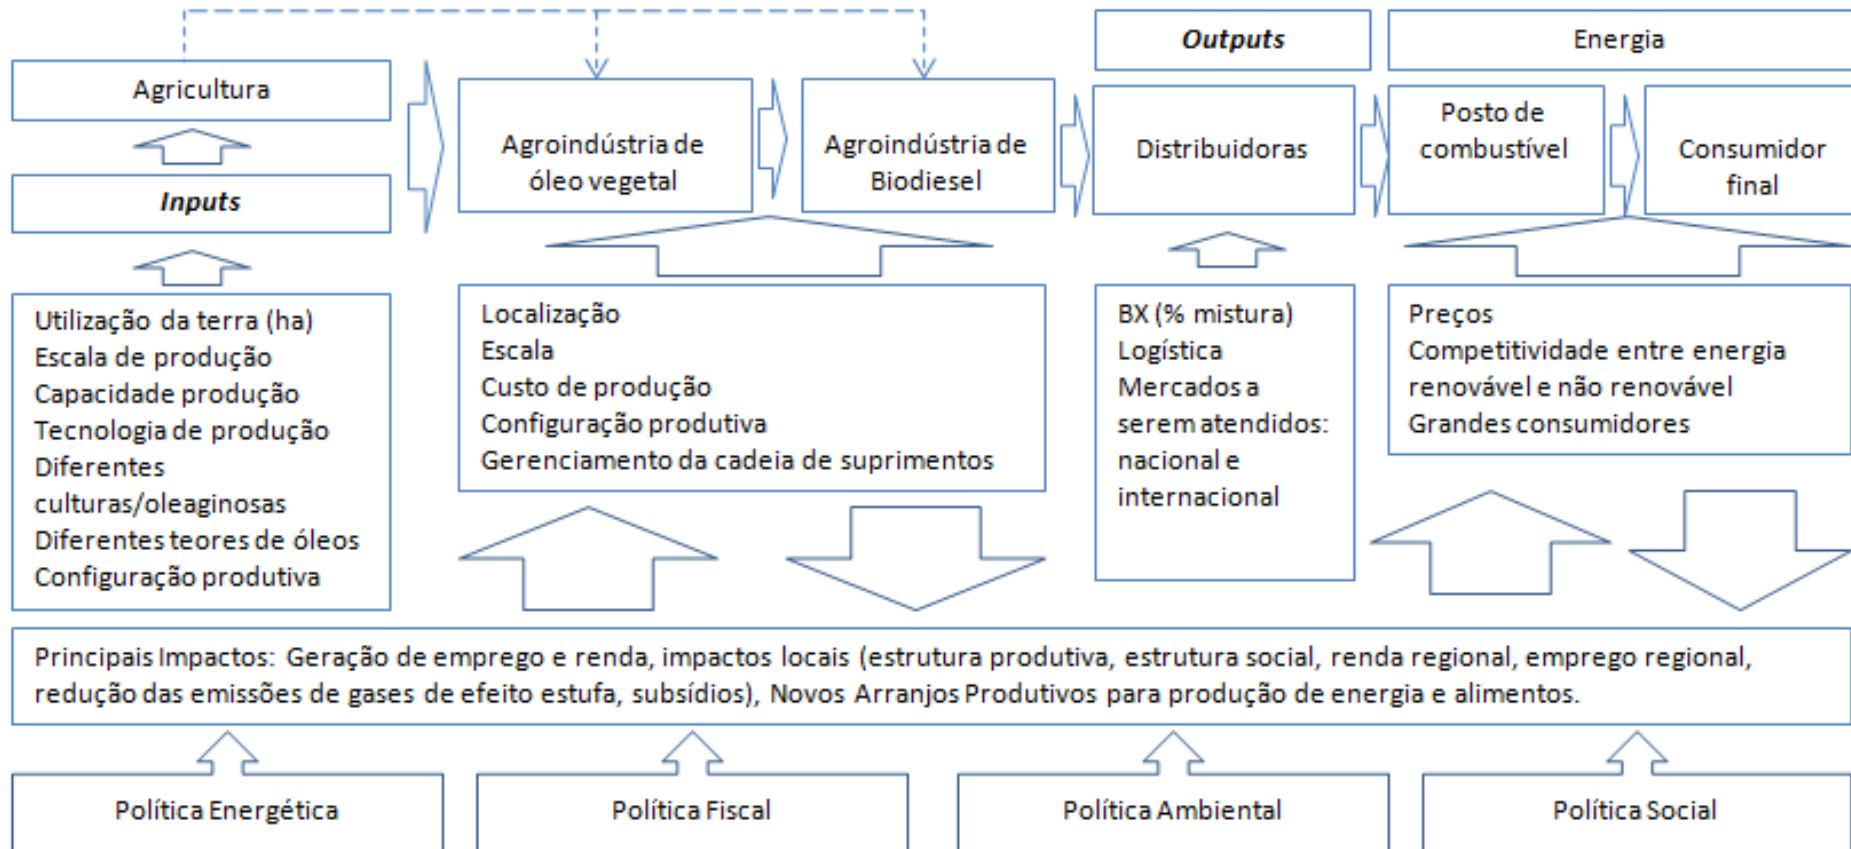 Outputs
Energia
Agricultura
Agroindústria de
óleo vegetal
Agroindústria de
Biodiesel
Distribuidoras
Posto de
combustível
Consumidor
final
Inputs
Utilização da terra (ha)
Escala de produção
Capacidade produção
Tecnologia de produção
Diferentes
culturas/oleaginosas
Diferentes teores de óleos
Configuração produtiva
Localização
Escala
Custo de produção
Configuração produtiva
Gerenciamento da cadeia de suprimentos
BX (% mistura)
Logística
Mercados a
serem atendidos:
nacional e
internacional
Preços
Competitividade entre energia
renovável e não renovável
Grandes consumidores
Principais Impactos: Geração de emprego e renda, impactos locais (estrutura produtiva, estrutura social, renda regional, emprego regional,
redução das emissões de gases de efeito estufa, subsídios), Novos Arranjos Produtivos para produção de energia e alimentos.
Política Energética
Política Fiscal
Política Ambiental
Política Social